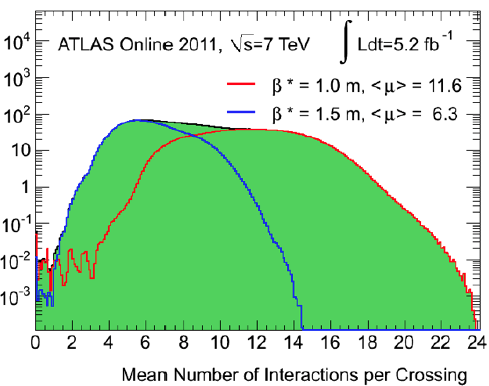 ATLAS Online 2011, √s=7 TeV ∫ Ldt=5.2 fb⁻¹
β * = 1.0 m, <μ> = 11.6
β * = 1.5 m, <μ> = 6.3
10⁴
10³
10²
10
1
10⁻¹
10⁻²
10⁻³
0 2 4 6 8 10 12 14 16 18 20 22 24
Mean Number of Interactions per Crossing